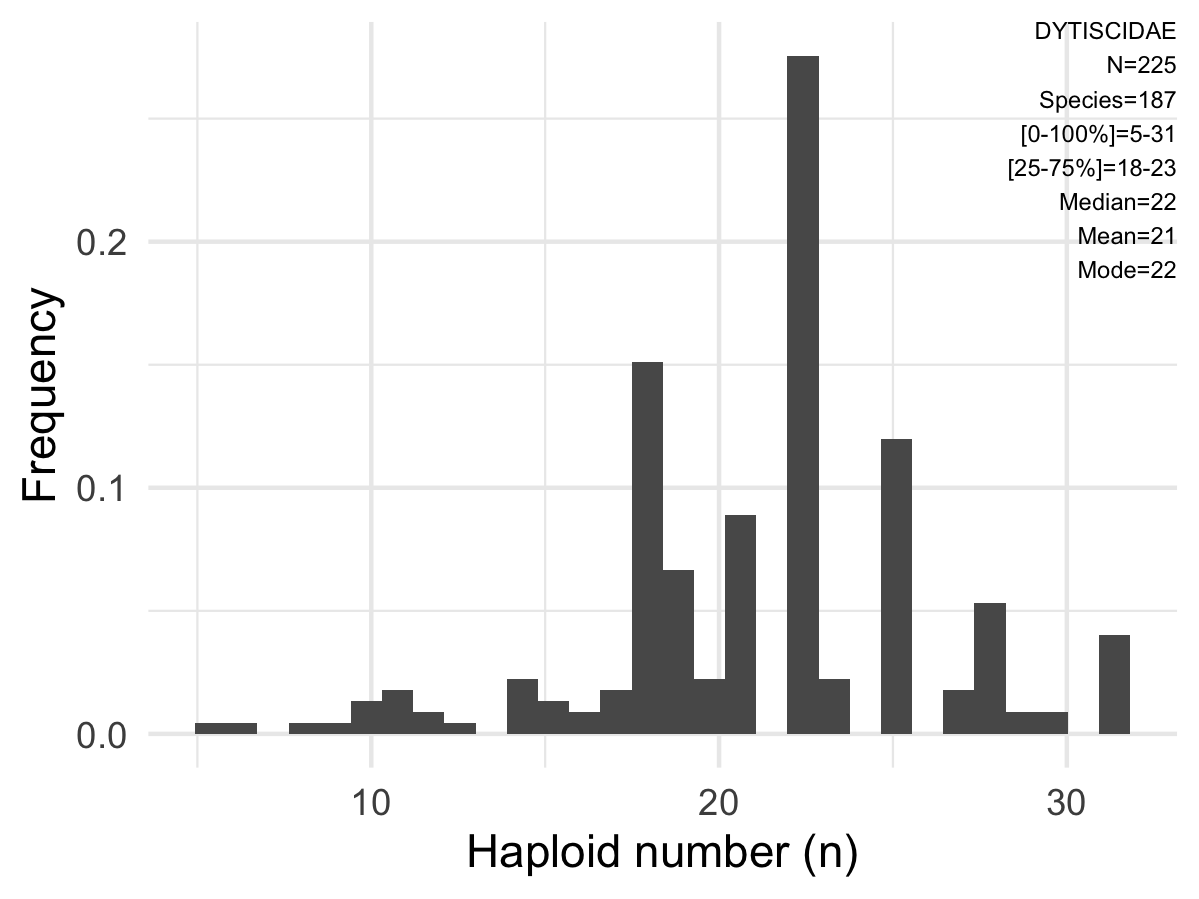 DYTISCIDAE
N=225
Species=187
[0-100%]=5-31
[25-75%]=18-23
Median=22
Mean=21
Mode=22
Frequency
0.2
0.1
0.0
10 20 30
Haploid number (n)